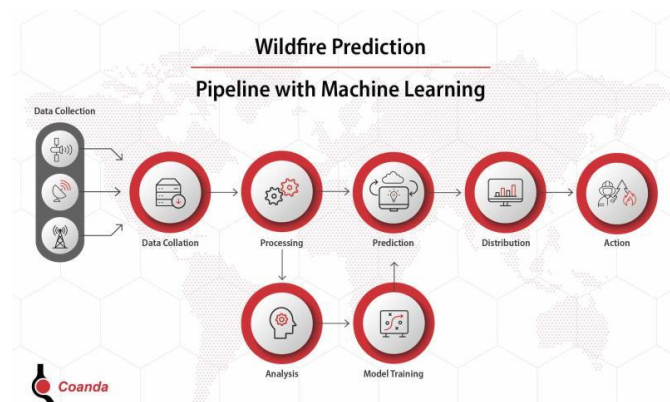 Wildfire Prediction
Pipeline with Machine Learning
Data Collection
Data Collation
Processing
Prediction
Distribution
Action
Analysis
Model Training
Coanda